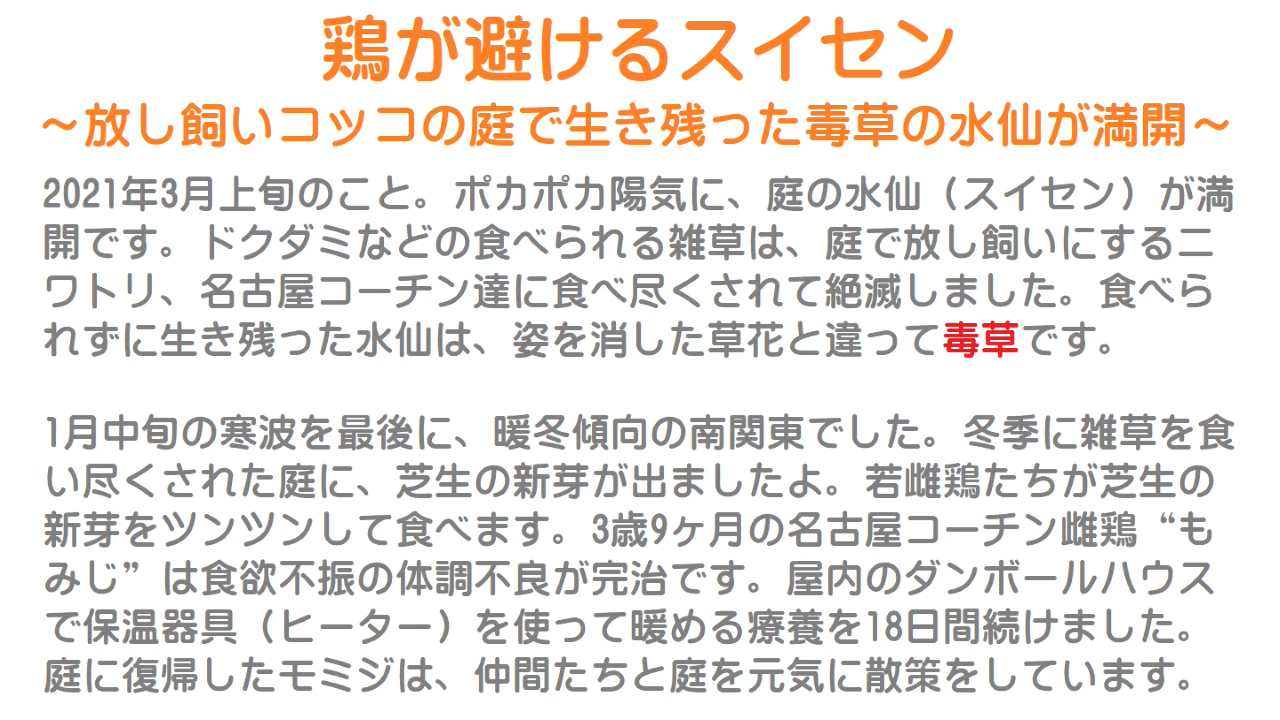 鶏が避けるスイセン
～放し飼いコッコの庭で生き残った毒草の水仙が満開～
2021年3月上旬のこと。ポカポカ陽気に、庭の水仙（スイセン）が満
開です。ドクダミなどの食べられる雑草は、庭で放し飼いにするニ
ワトリ、名古屋コーチン達に食べ尽くされて絶滅しました。食べら
れずに生き残った水仙は、姿を消した草花と違って毒草です。
1月中旬の寒波を最後に、暖冬傾向の南関東でした。冬季に雑草を食
い尽くされた庭に、芝生の新芽が出ましたよ。若雌鶏たちが芝生の
新芽をツンツンして食べます。3歳9ヶ月の名古屋コーチン雌鶏“も
みじ”は食欲不振の体調不良が完治です。屋内のダンボールハウス
で保温器具（ヒーター）を使って暖める療養を18日間続けました。
庭に復帰したモミジは、仲間たちと庭を元気に散策をしています。